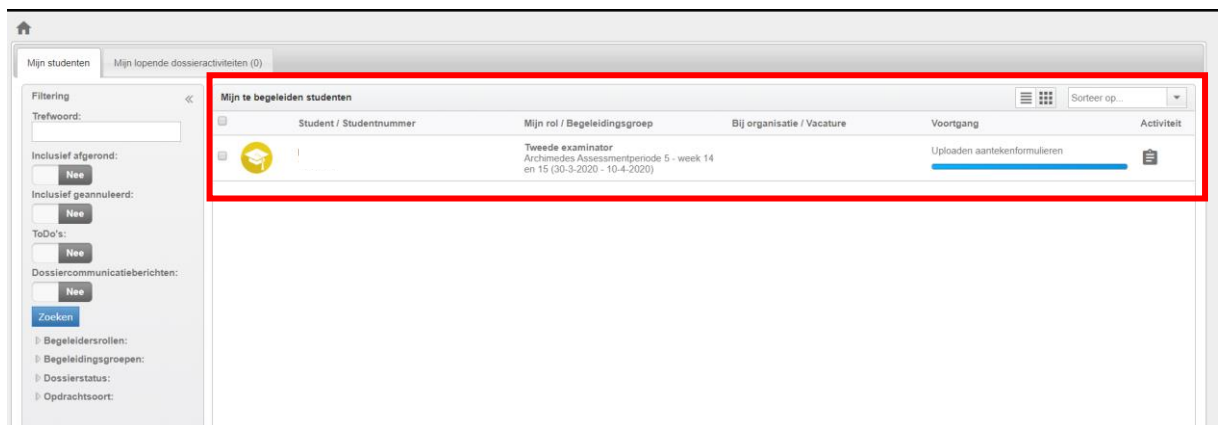 Mijn studenten
Mijn lopende dossieractiviteiten (0)
Filtering
Trefwoord:
Inclusief afgerond:
Nee
Inclusief geannuleerd:
Nee
ToDo's:
Nee
Dossiercommunicatieberichten:
Nee
Zoeken
Begeleidersrollen:
Begeleidingsgroepen:
Dossierstatus:
Opdrachtsoort:
Mijn te begeleiden studenten
Sorteer op...
Student / Studentnummer
Mijn rol / Begeleidingsgroep
Bij organisatie / Vacature
Voortgang
Activiteit
Tweede examinator
Archimedes Assessmentperiode 5 - week 14
en 15 (30-3-2020 - 10-4-2020)
Uploaden aantekenformulieren